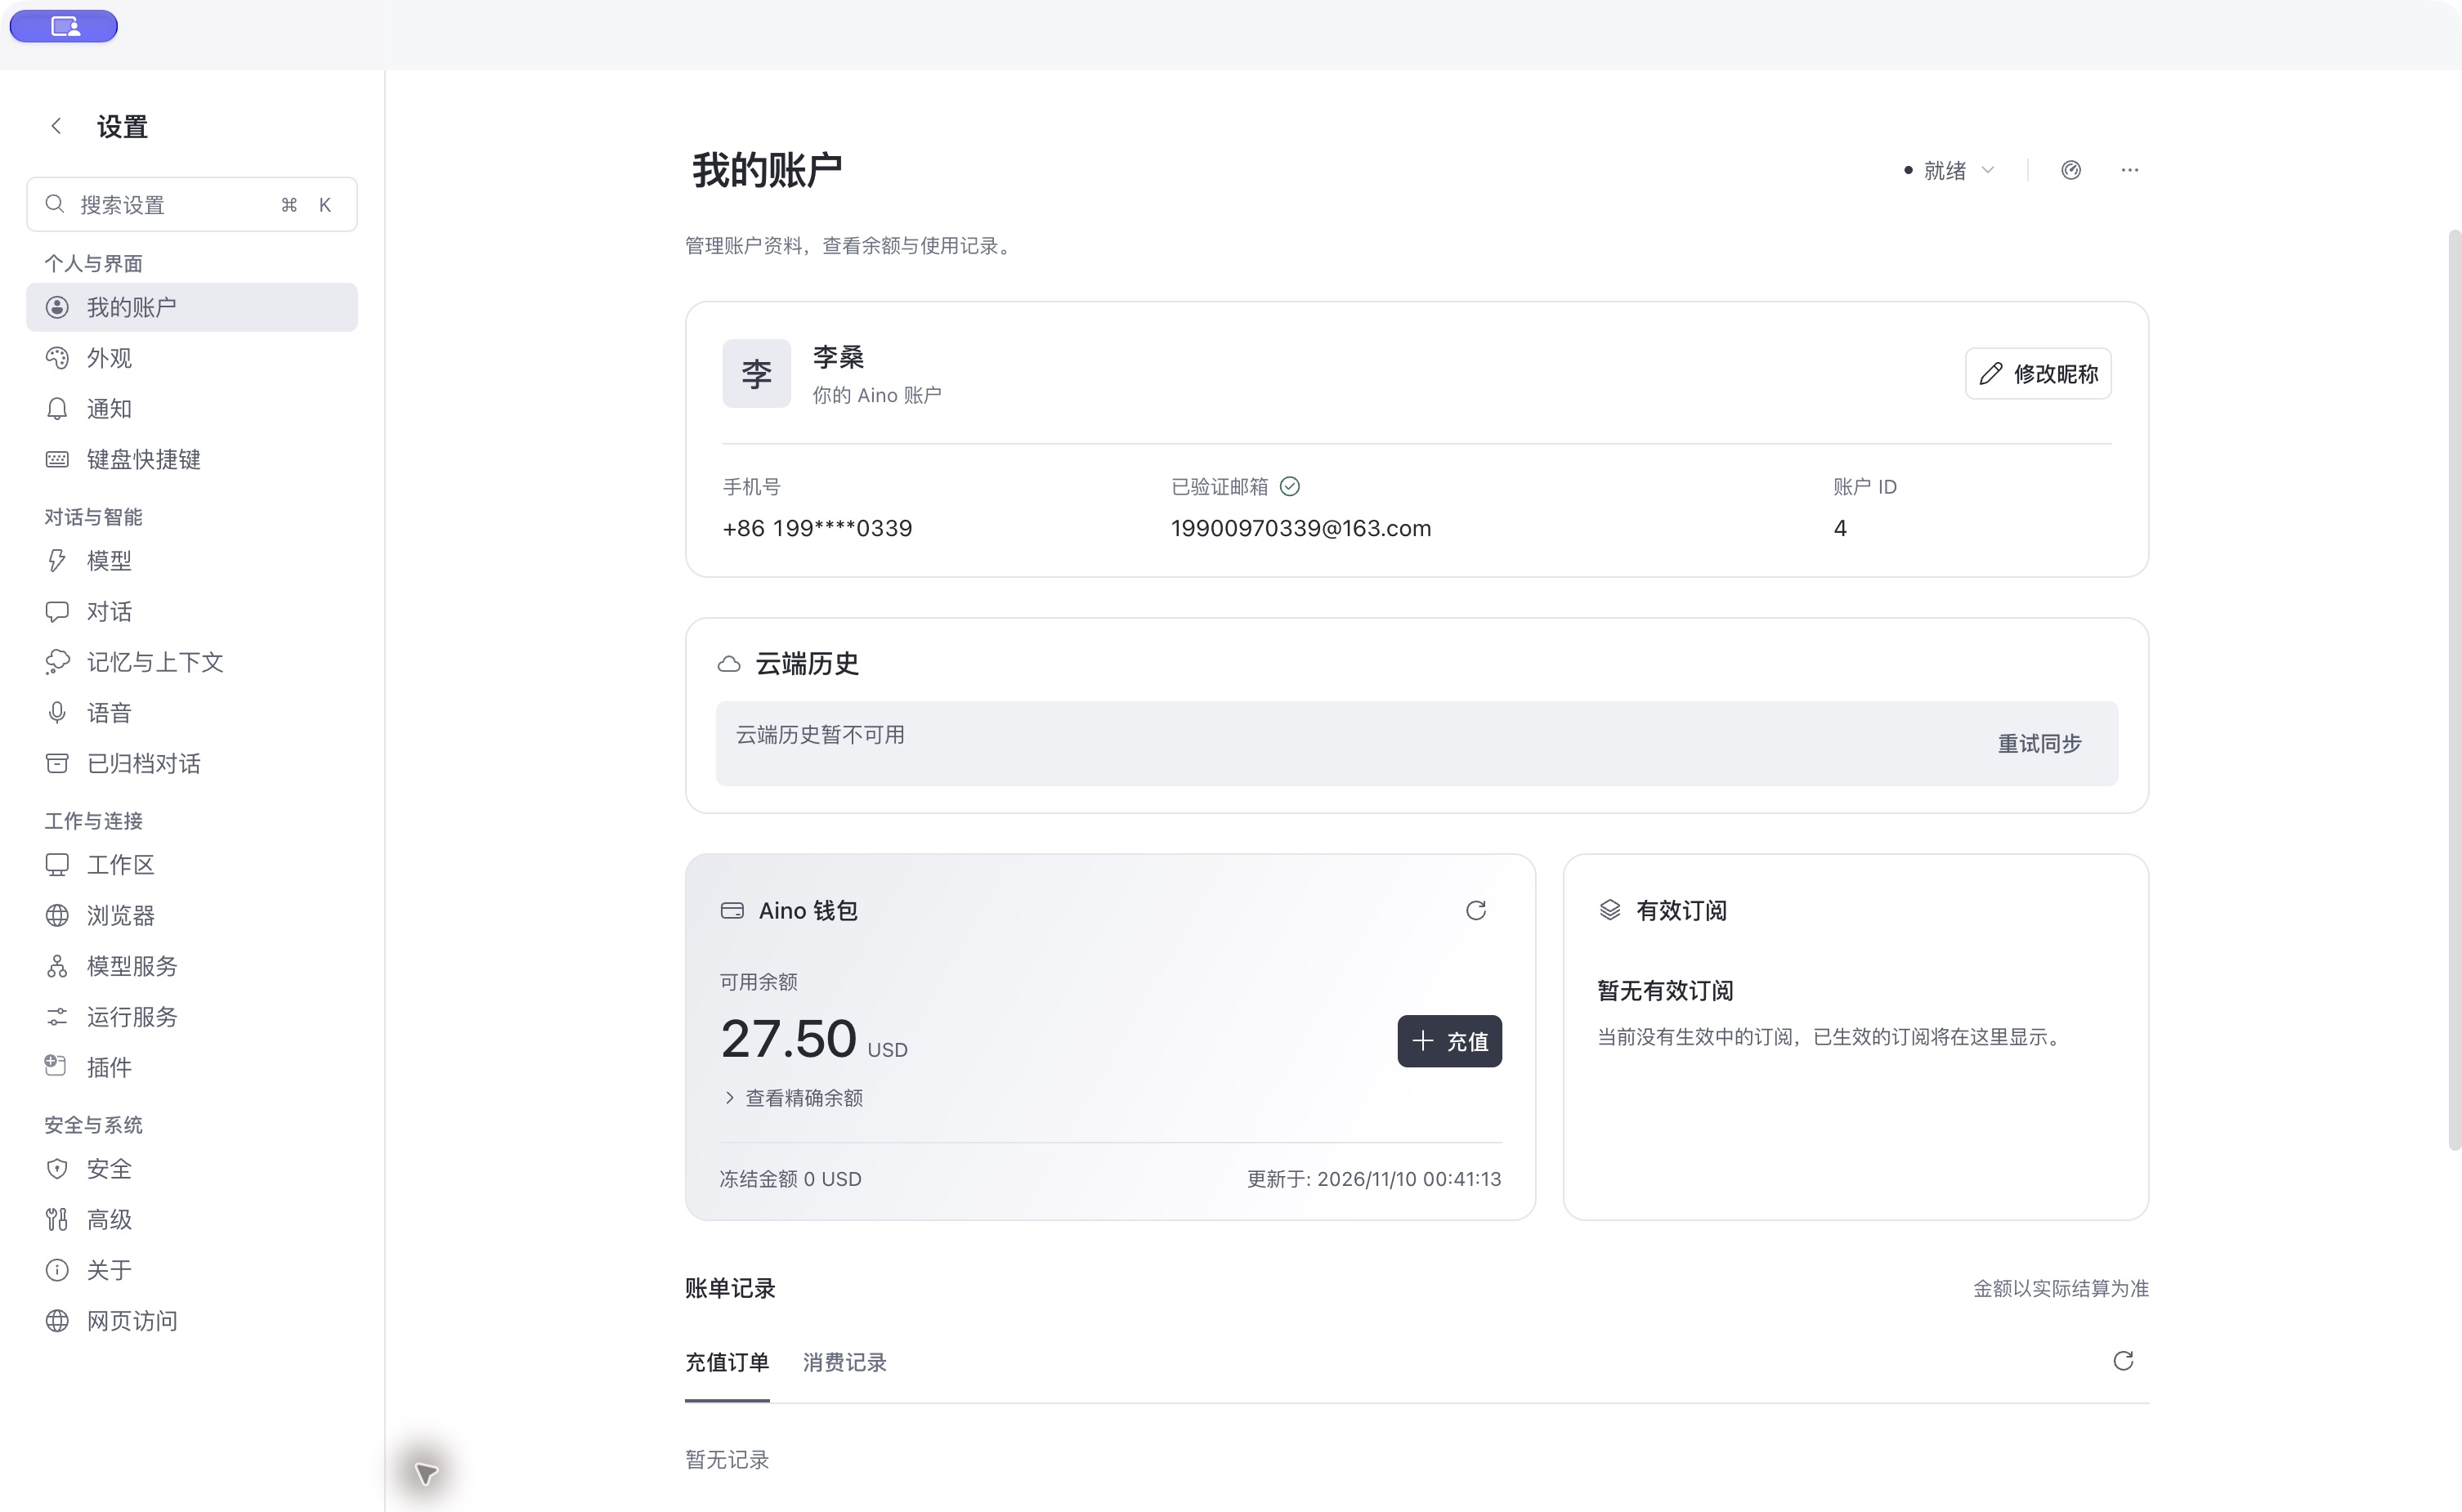 设置
搜索设置 ⌘ K
个人与界面
我的账户
外观
通知
键盘快捷键
对话与智能
模型
对话
记忆与上下文
语音
已归档对话
工作与连接
工作区
浏览器
模型服务
运行服务
插件
安全与系统
安全
高级
关于
网页访问
我的账户
就绪
管理账户资料，查看余额与使用记录。
李
李桑
你的 Aino 账户
修改昵称
手机号
+86 199****0339
已验证邮箱
19900970339@163.com
账户 ID
4
云端历史
云端历史暂不可用
重试同步
Aino 钱包
可用余额
27.50 USD
充值
查看精确余额
冻结金额 0 USD
更新于: 2026/11/10 00:41:13
有效订阅
暂无有效订阅
当前没有生效中的订阅，已生效的订阅将在这里显示。
账单记录
金额以实际结算为准
充值订单
消费记录
暂无记录